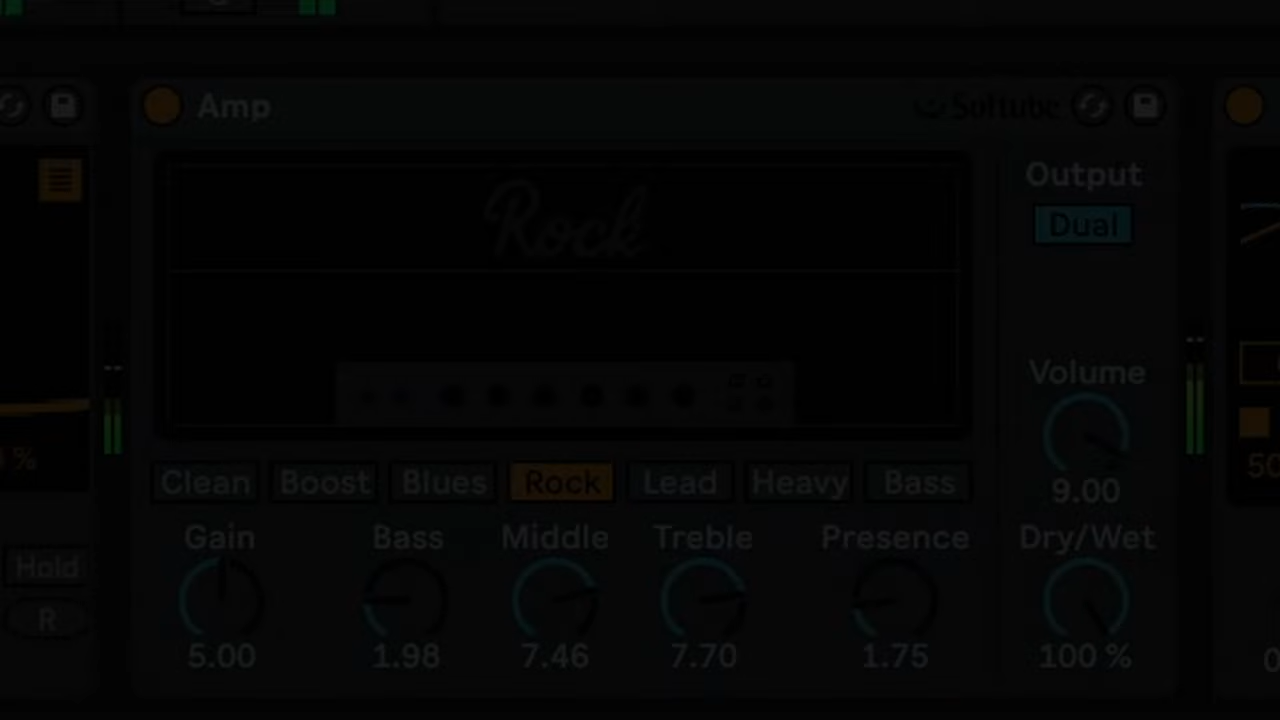 Amp
Softube
Output
Rock
Dual
Volume
%
9.00
50
Clean Boost Blues Rock Lead Heavy Bass
Gain Bass Middle Treble Presence Dry/Wet
Hold
R
5.00 1.98 7.46 7.70 1.75 100 %